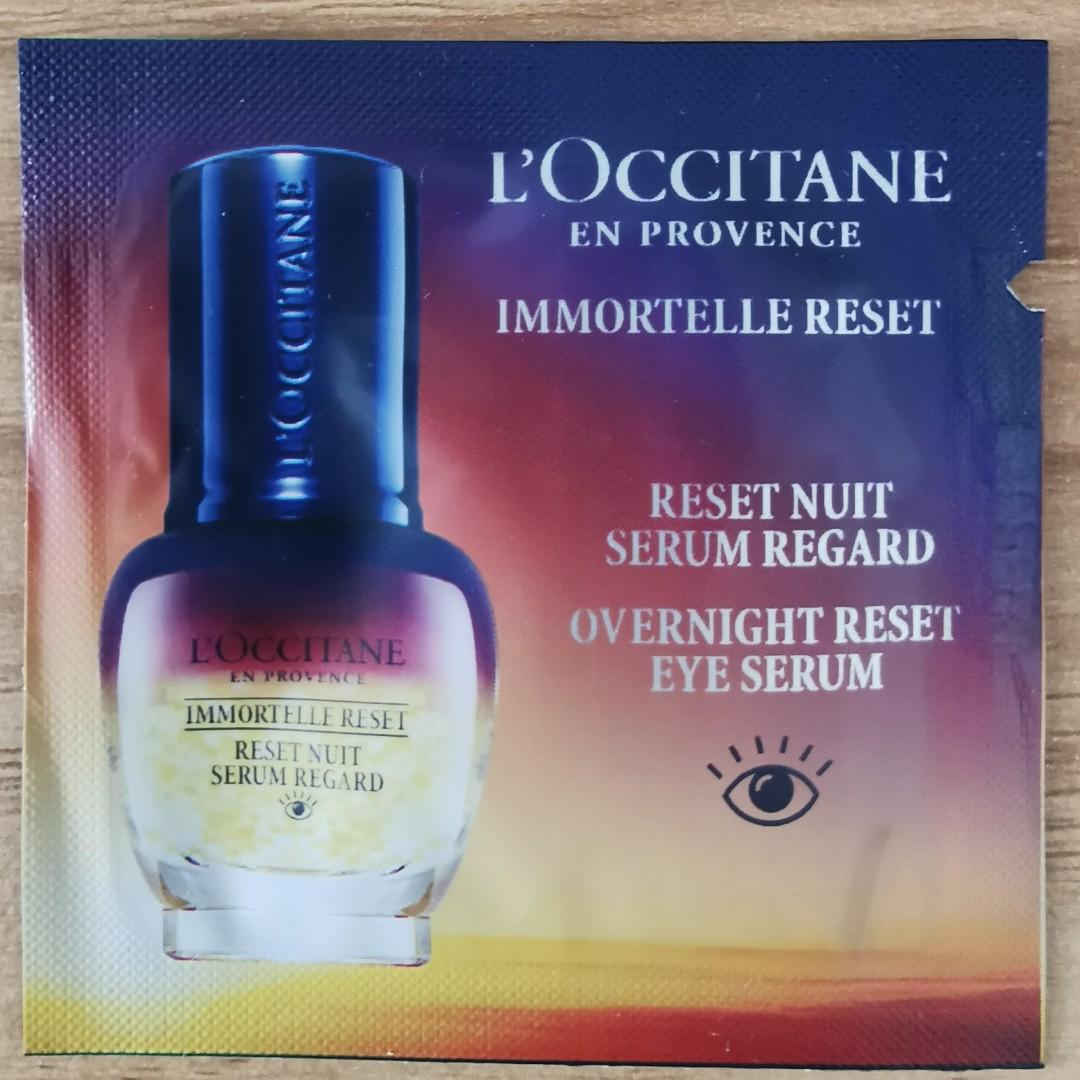 L'OCCITANE
EN PROVENCE
IMMORTELLE RESET
RESET NUIT
SERUM REGARD
OVERNIGHT RESET
EYE SERUM
L'OCCITANE
L'OCCITANE
EN PROVENCE
IMMORTELLE RESET
RESET NUIT
SERUM REGARD